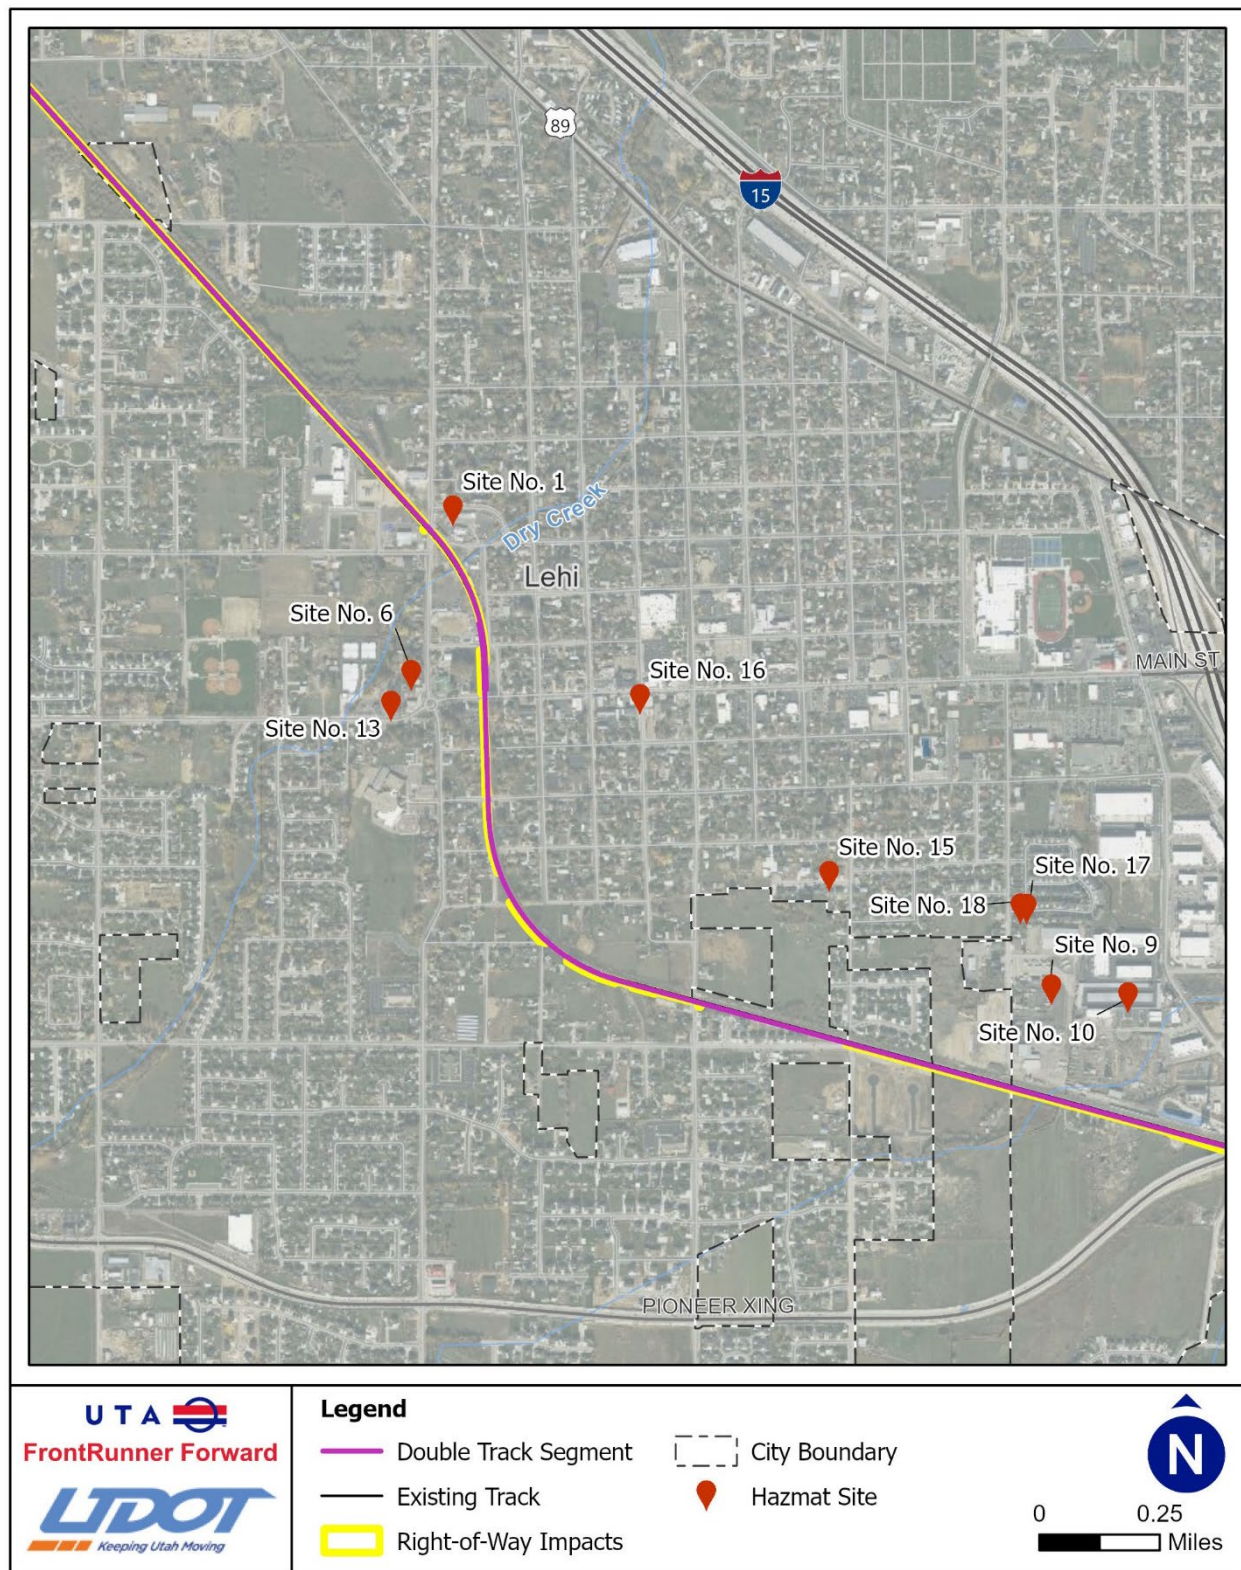 89
15
Site No. 1
Dry Creek
Lehi
Site No. 6
MAIN ST
Site No. 16
Site No. 13
Site No. 15
Site No. 17
Site No. 18
Site No. 9
Site No. 10
PIONEER XING
UTA
FrontRunner Forward
UDOT
Keeping Utah Moving
Legend
Double Track Segment
Existing Track
Right-of-Way Impacts
City Boundary
Hazmat Site
N
0 0.25
Miles